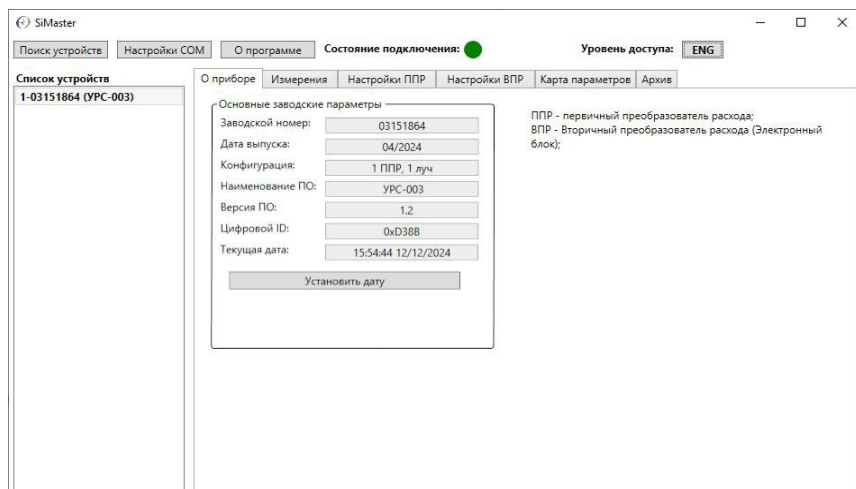 SiMaster
Поиск устройств Настройки COM О программе Состояние подключения: Уровень доступа: ENG
Список устройств
1-03151864 (УРС-003)
О приборе Измерения Настройки ППР Настройки ВПР Карта параметров Архив
Основные заводские параметры
Заводской номер: 03151864
Дата выпуска: 04/2024
Конфигурация: 1 ППР, 1 луч
Наименование ПО: УРС-003
Версия ПО: 1.2
Цифровой ID: 0xD38B
Текущая дата: 15:54:44 12/12/2024
Установить дату
ППР - первичный преобразователь расхода;
ВПР - Вторичный преобразователь расхода (Электронный
блок);